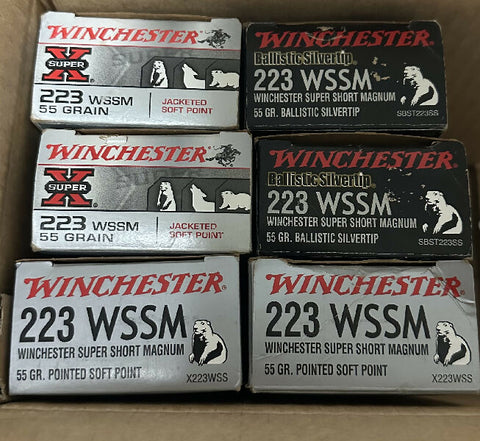 WINCHESTER
SUPER X
223 WSSM
55 GRAIN
JACKETED
SOFT POINT
WINCHESTER
Ballistic Silvertip
223 WSSM
WINCHESTER SUPER SHORT MAGNUM
55 GR. BALLISTIC SILVERTIP
SBST223SS
WINCHESTER
SUPER X
223 WSSM
55 GRAIN
JACKETED
SOFT POINT
WINCHESTER
Ballistic Silvertip
223 WSSM
WINCHESTER SUPER SHORT MAGNUM
55 GR. BALLISTIC SILVERTIP
SBST223SS
WINCHESTER
223 WSSM
WINCHESTER SUPER SHORT MAGNUM
55 GR. POINTED SOFT POINT
X223WSS
WINCHESTER
223 WSSM
WINCHESTER SUPER SHORT MAGNUM
55 GR. POINTED SOFT POINT
X223WSS